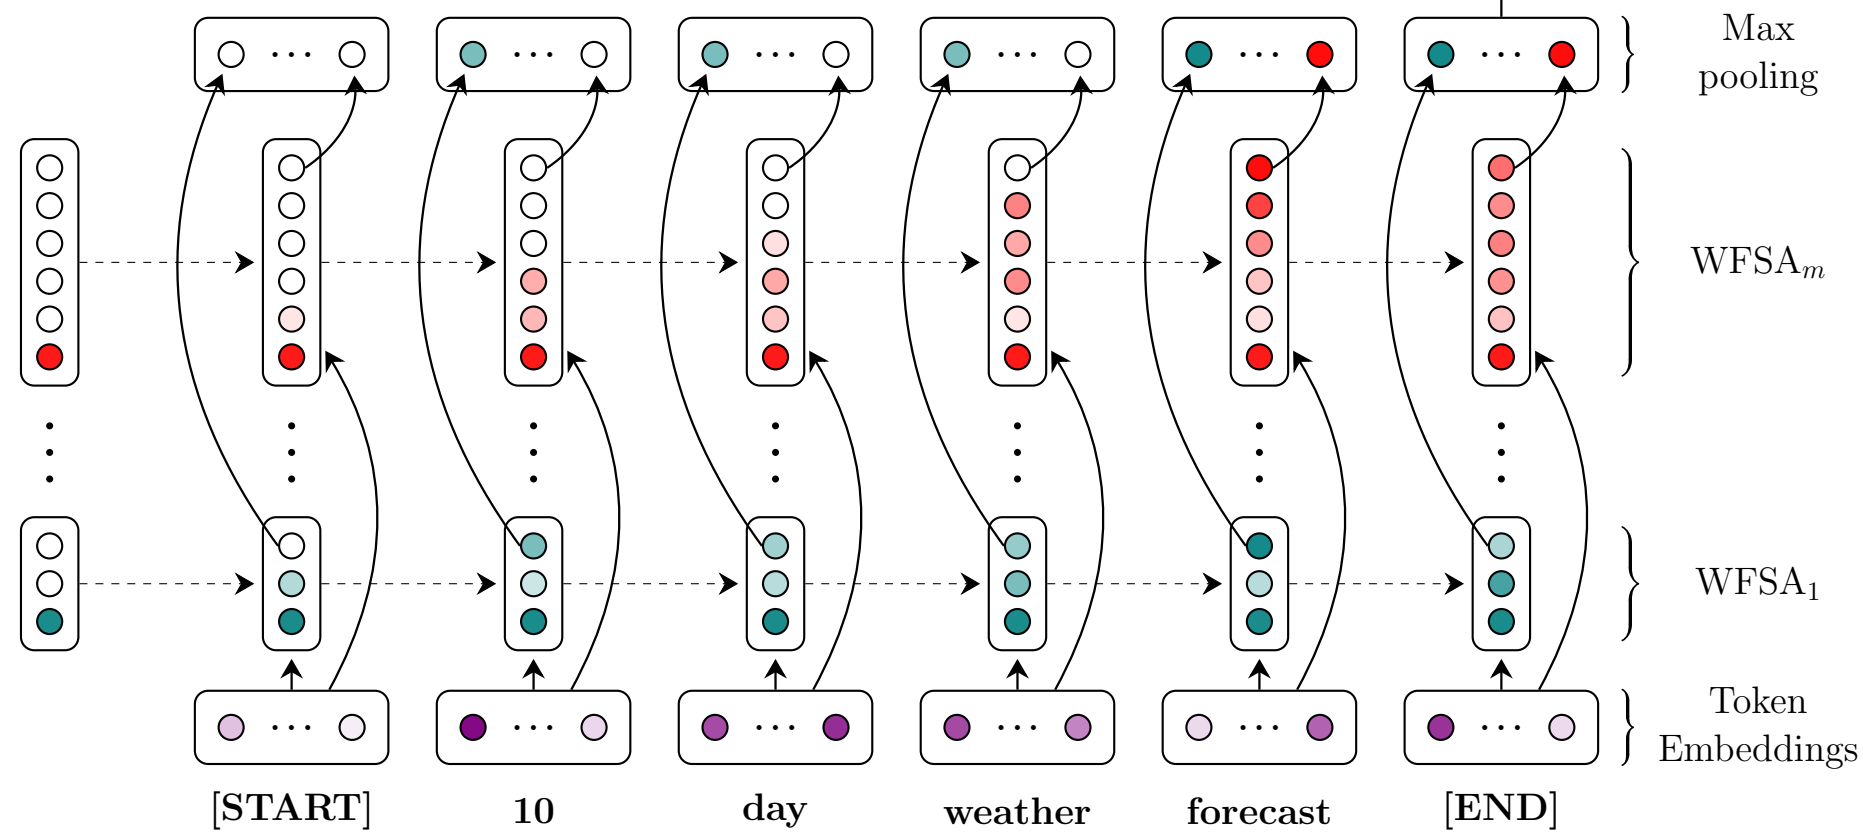 Max
pooling
WFSAₘ
WFSA₁
Token
Embeddings
[START] 10 day weather forecast [END]